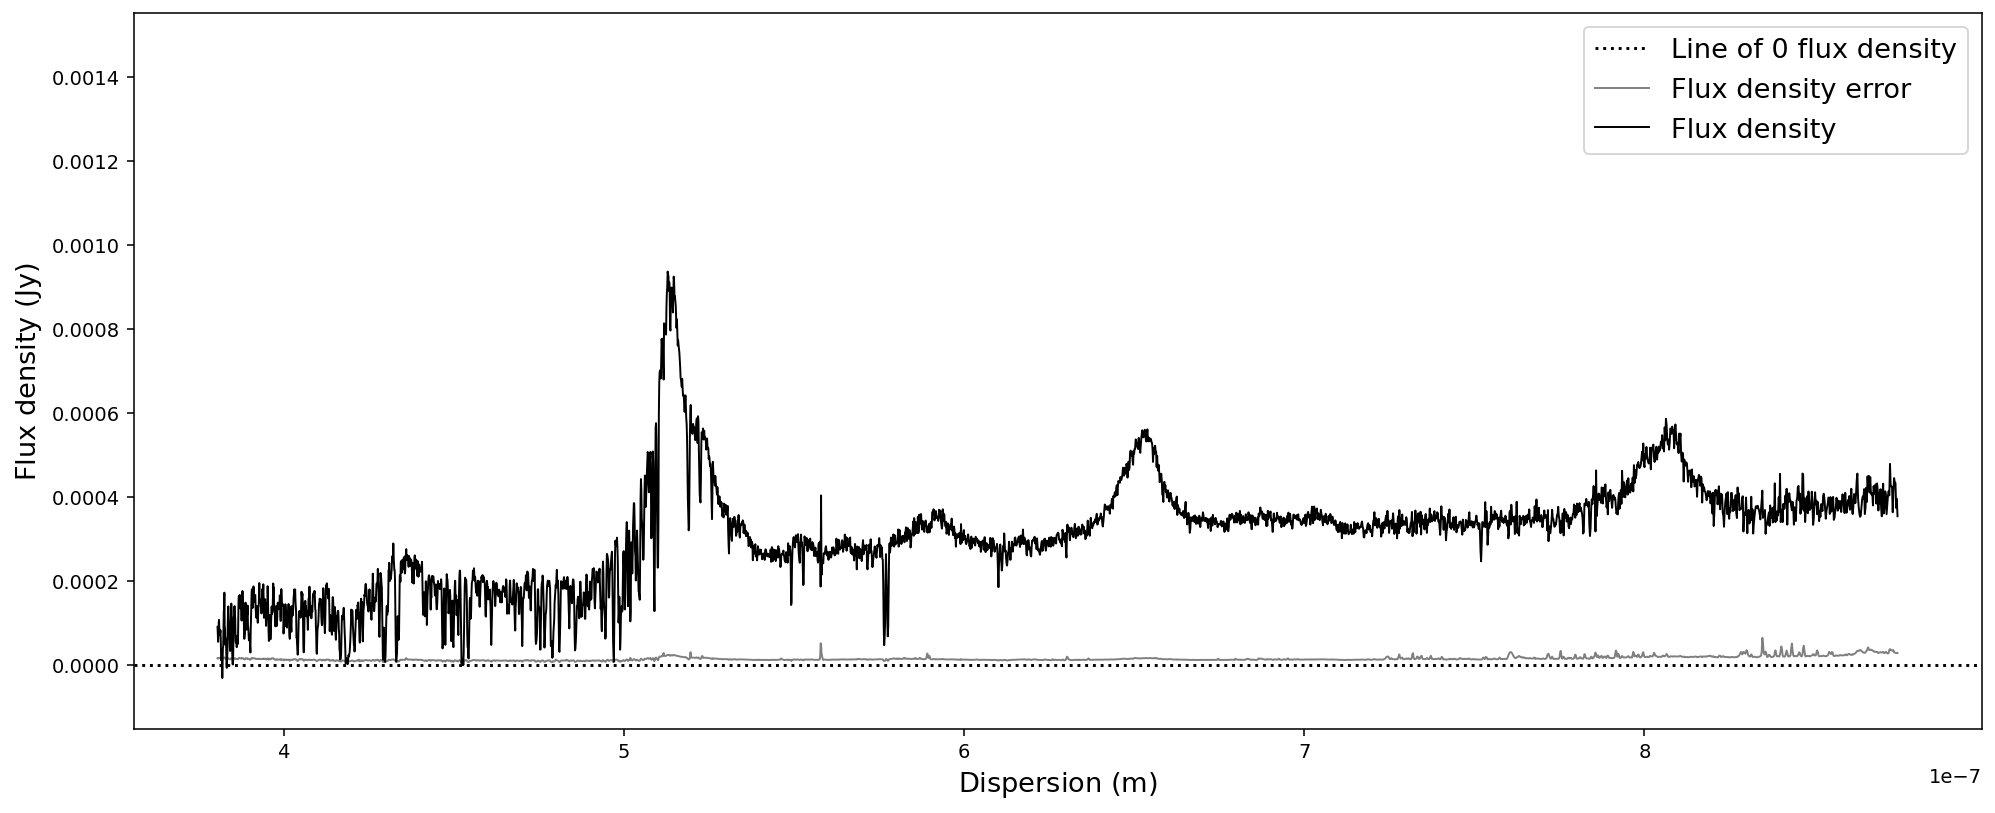 Line of 0 flux density
Flux density error
Flux density
0.0014
0.0012
0.0010
0.0008
0.0006
0.0004
0.0002
0.0000
Flux density (Jy)
4
5
6
7
8
1e−7
Dispersion (m)